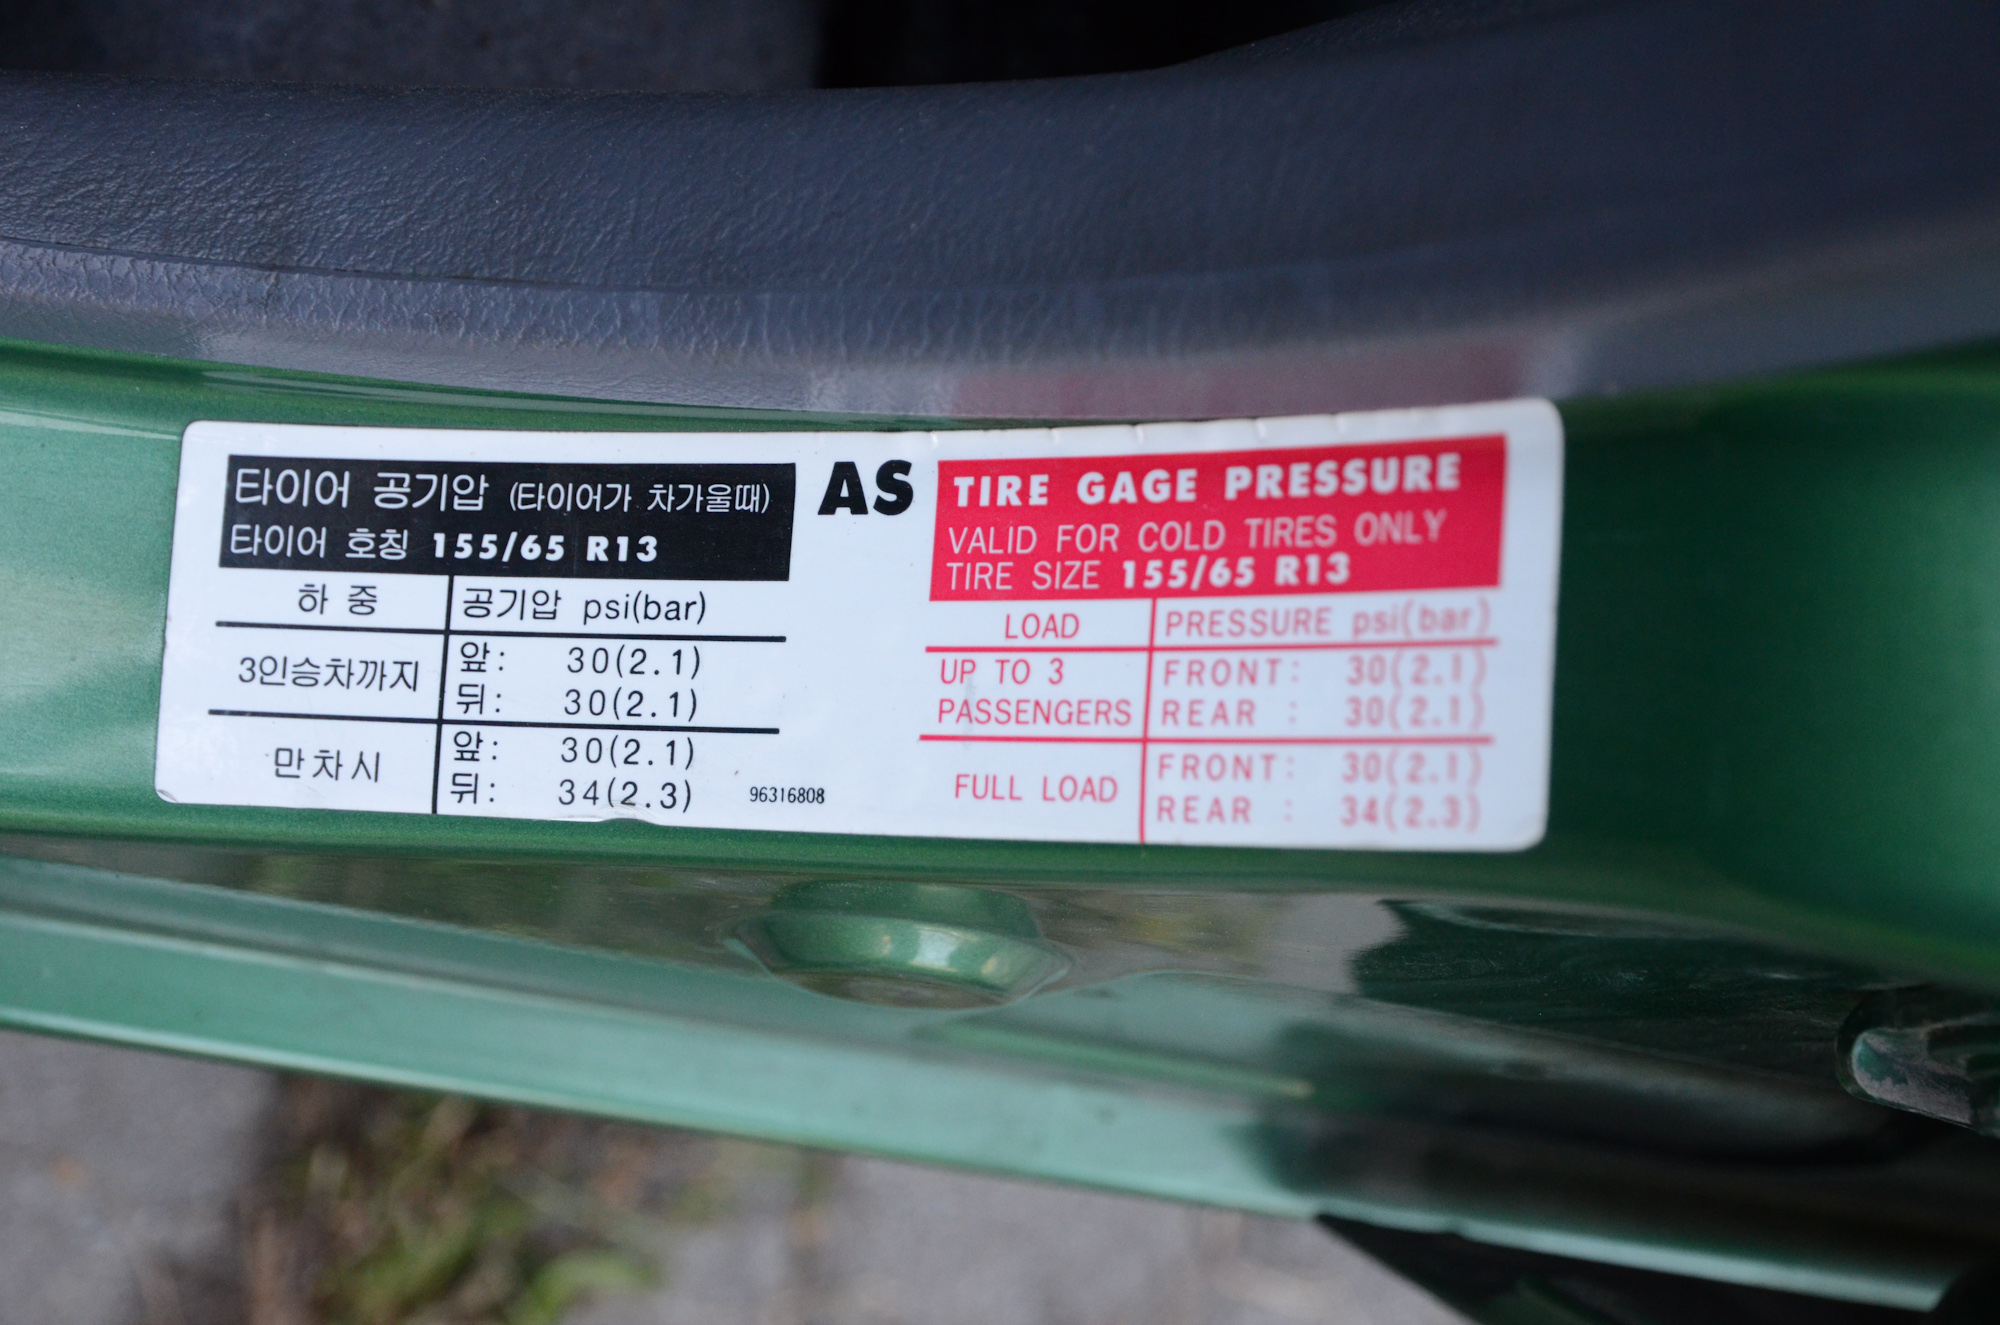 타이어 공기압 (타이어가 차가울때)
타이어 호칭 155/65 R13
하 중 공기압 psi(bar)
3인승차까지
앞: 30(2.1)
뒤: 30(2.1)
만차시
앞: 30(2.1)
뒤: 34(2.3)
96316808
AS
TIRE GAGE PRESSURE
VALID FOR COLD TIRES ONLY
TIRE SIZE 155/65 R13
LOAD PRESSURE psi(bar)
UP TO 3
PASSENGERS
FRONT: 30(2.1)
REAR : 30(2.1)
FULL LOAD
FRONT: 30(2.1)
REAR : 34(2.3)